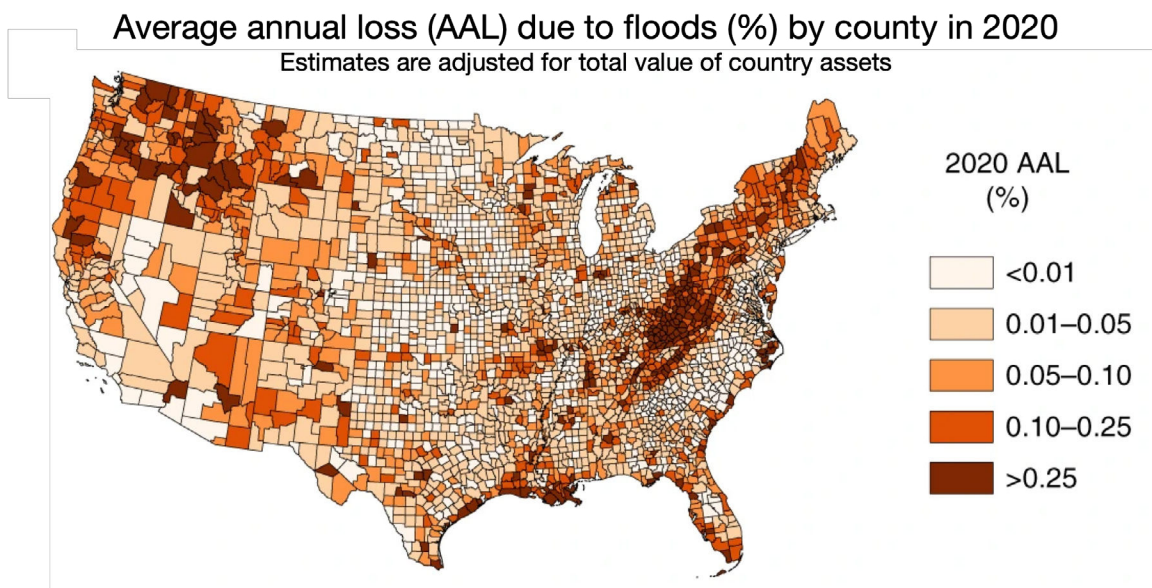 Average annual loss (AAL) due to floods (%) by county in 2020
Estimates are adjusted for total value of country assets
2020 AAL
(%)
<0.01
0.01–0.05
0.05–0.10
0.10–0.25
>0.25